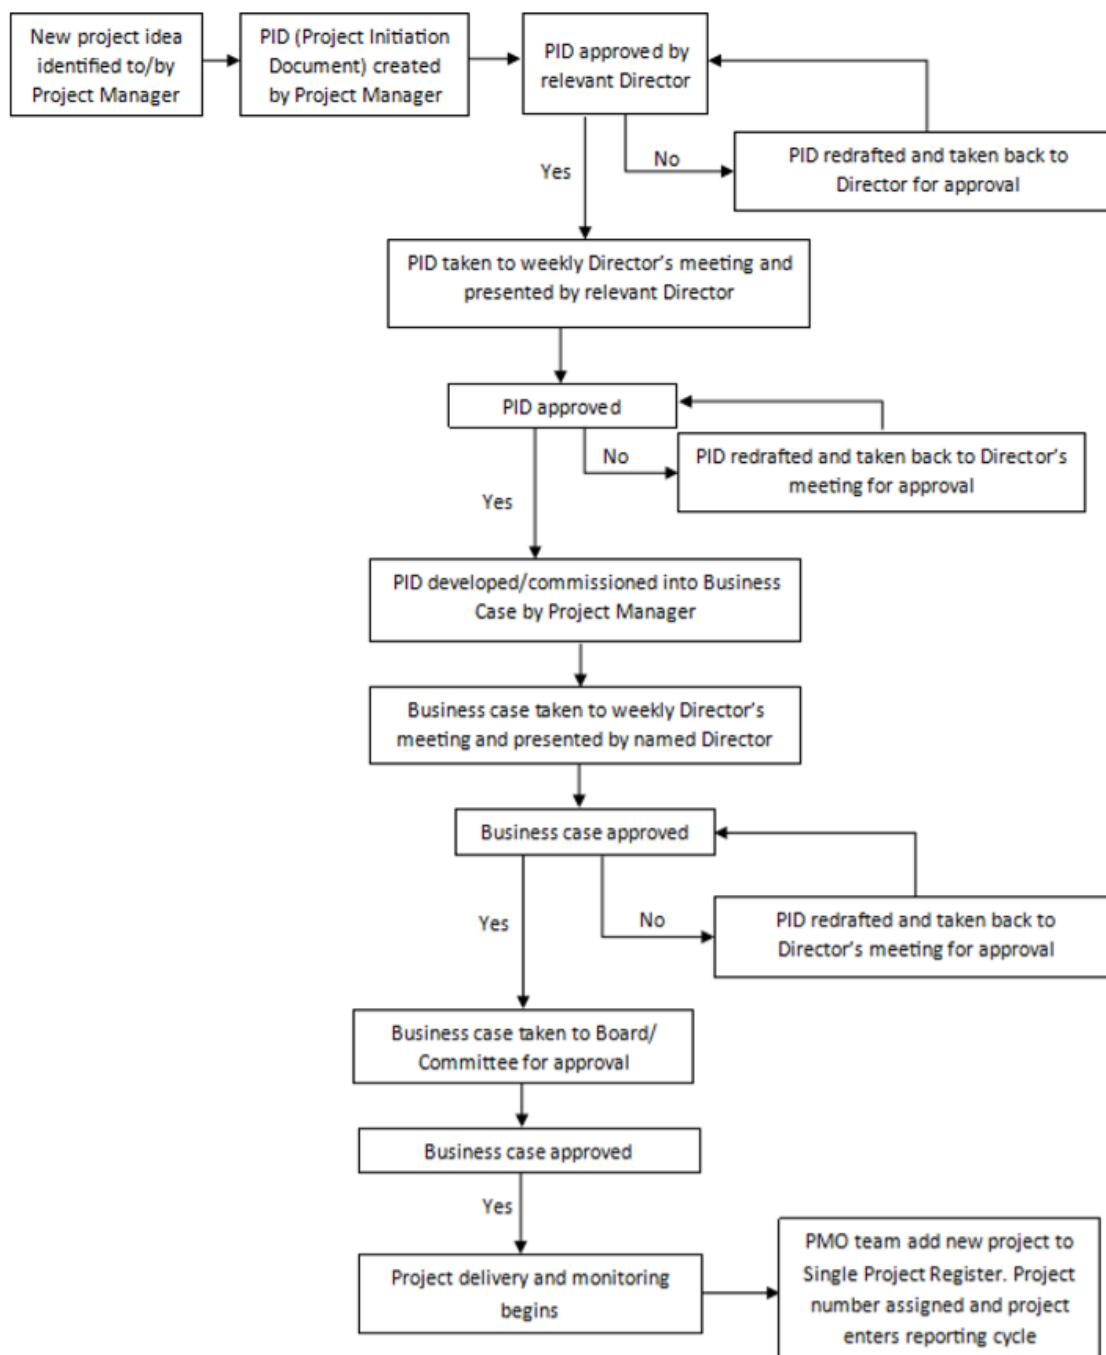 New project idea
identified to/by
Project Manager
PID (Project Initiation
Document) created
by Project Manager
PID approved by
relevant Director
No
PID redrafted and taken back to
Director for approval
Yes
PID taken to weekly Director's meeting and
presented by relevant Director
PID approved
No
PID redrafted and taken back to Director's
meeting for approval
Yes
PID developed/commissioned into Business
Case by Project Manager
Business case taken to weekly Director's
meeting and presented by named Director
Business case approved
No
PID redrafted and taken back to
Director's meeting for approval
Yes
Business case taken to Board/
Committee for approval
Business case approved
Yes
Project delivery and monitoring
begins
PMO team add new project to
Single Project Register. Project
number assigned and project
enters reporting cycle